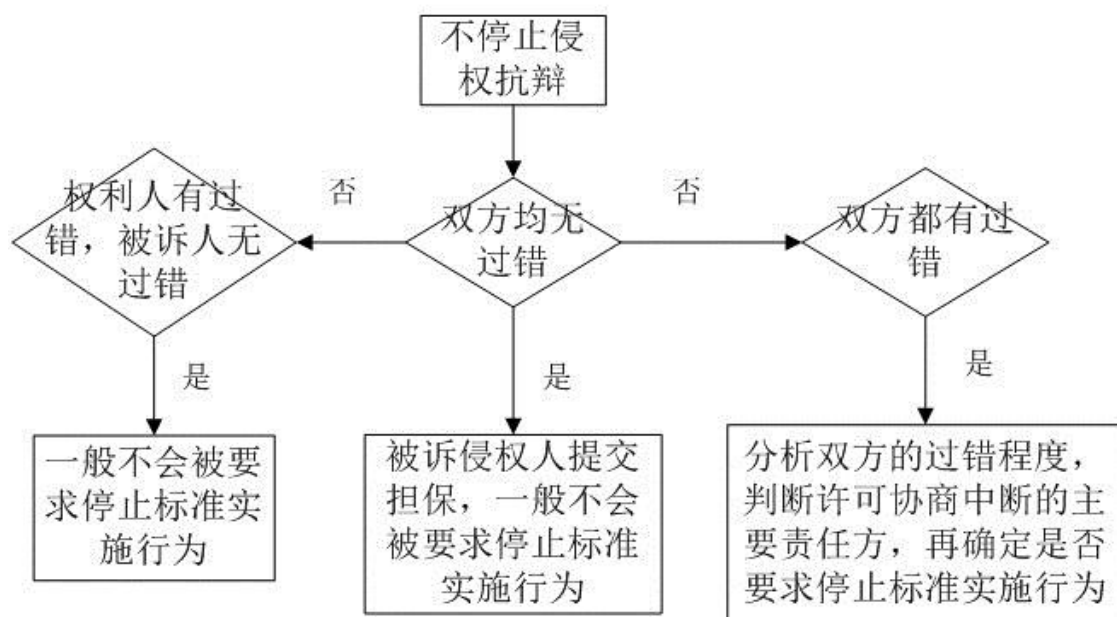 不停止侵
权抗辩
权利人有过
错，被诉人无
过错
否
双方均无
过错
否
双方都有过
错
是
是
是
一般不会被要
求停止标准实
施行为
被诉侵权人提交
担保，一般不会
被要求停止标准
实施行为
分析双方的过错程度，
判断许可协商中断的主
要责任方，再确定是否
要求停止标准实施行为